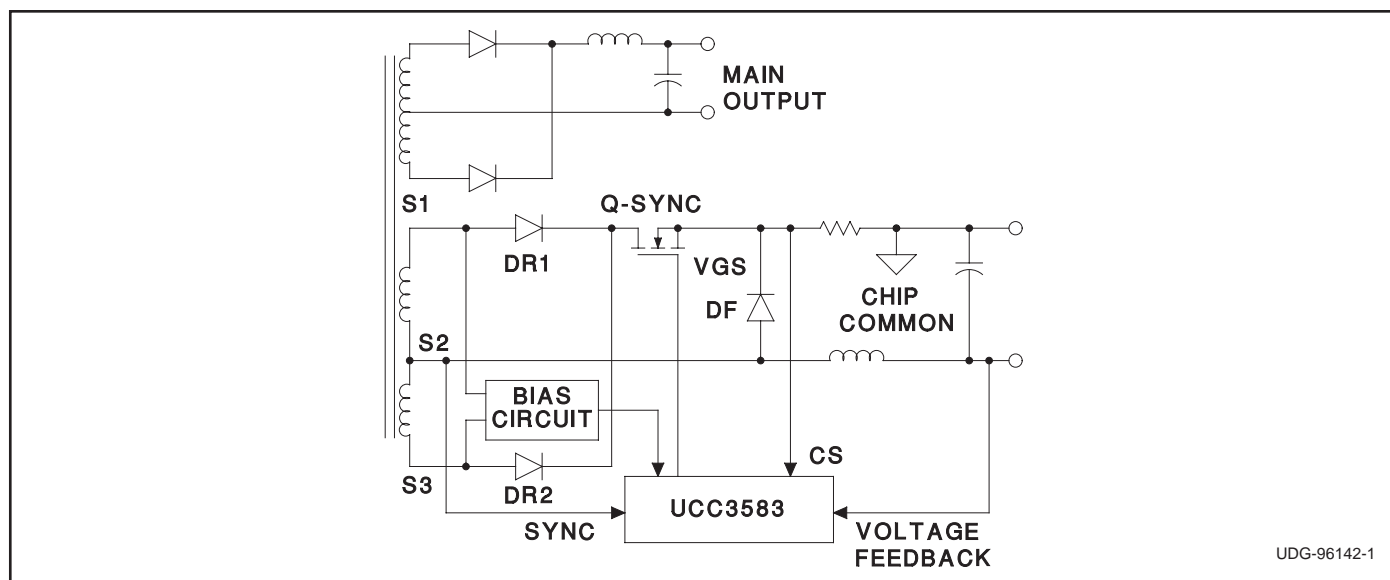 MAIN
OUTPUT
S1
Q-SYNC
DR1
VGS
DF
CHIP
COMMON
S2
BIAS
CIRCUIT
CS
S3
DR2
UCC3583
SYNC
VOLTAGE
FEEDBACK
UDG-96142-1